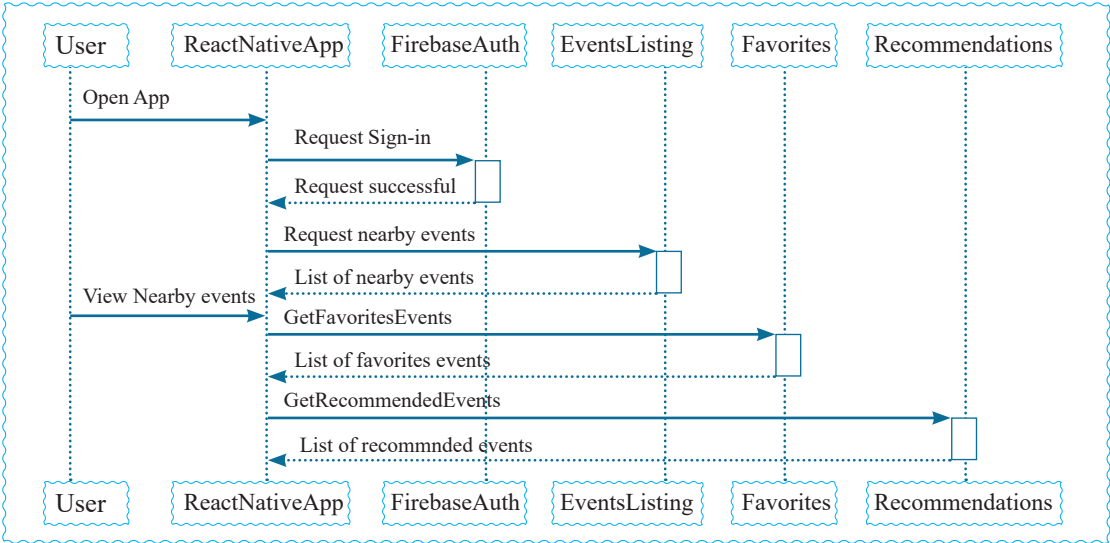 User ReactNativeApp FirebaseAuth EventsListing Favorites Recommendations
Open App
Request Sign-in
Request successful
Request nearby events
List of nearby events
View Nearby events
GetFavoritesEvents
List of favorites events
GetRecommendedEvents
List of recommnded events
User ReactNativeApp FirebaseAuth EventsListing Favorites Recommendations